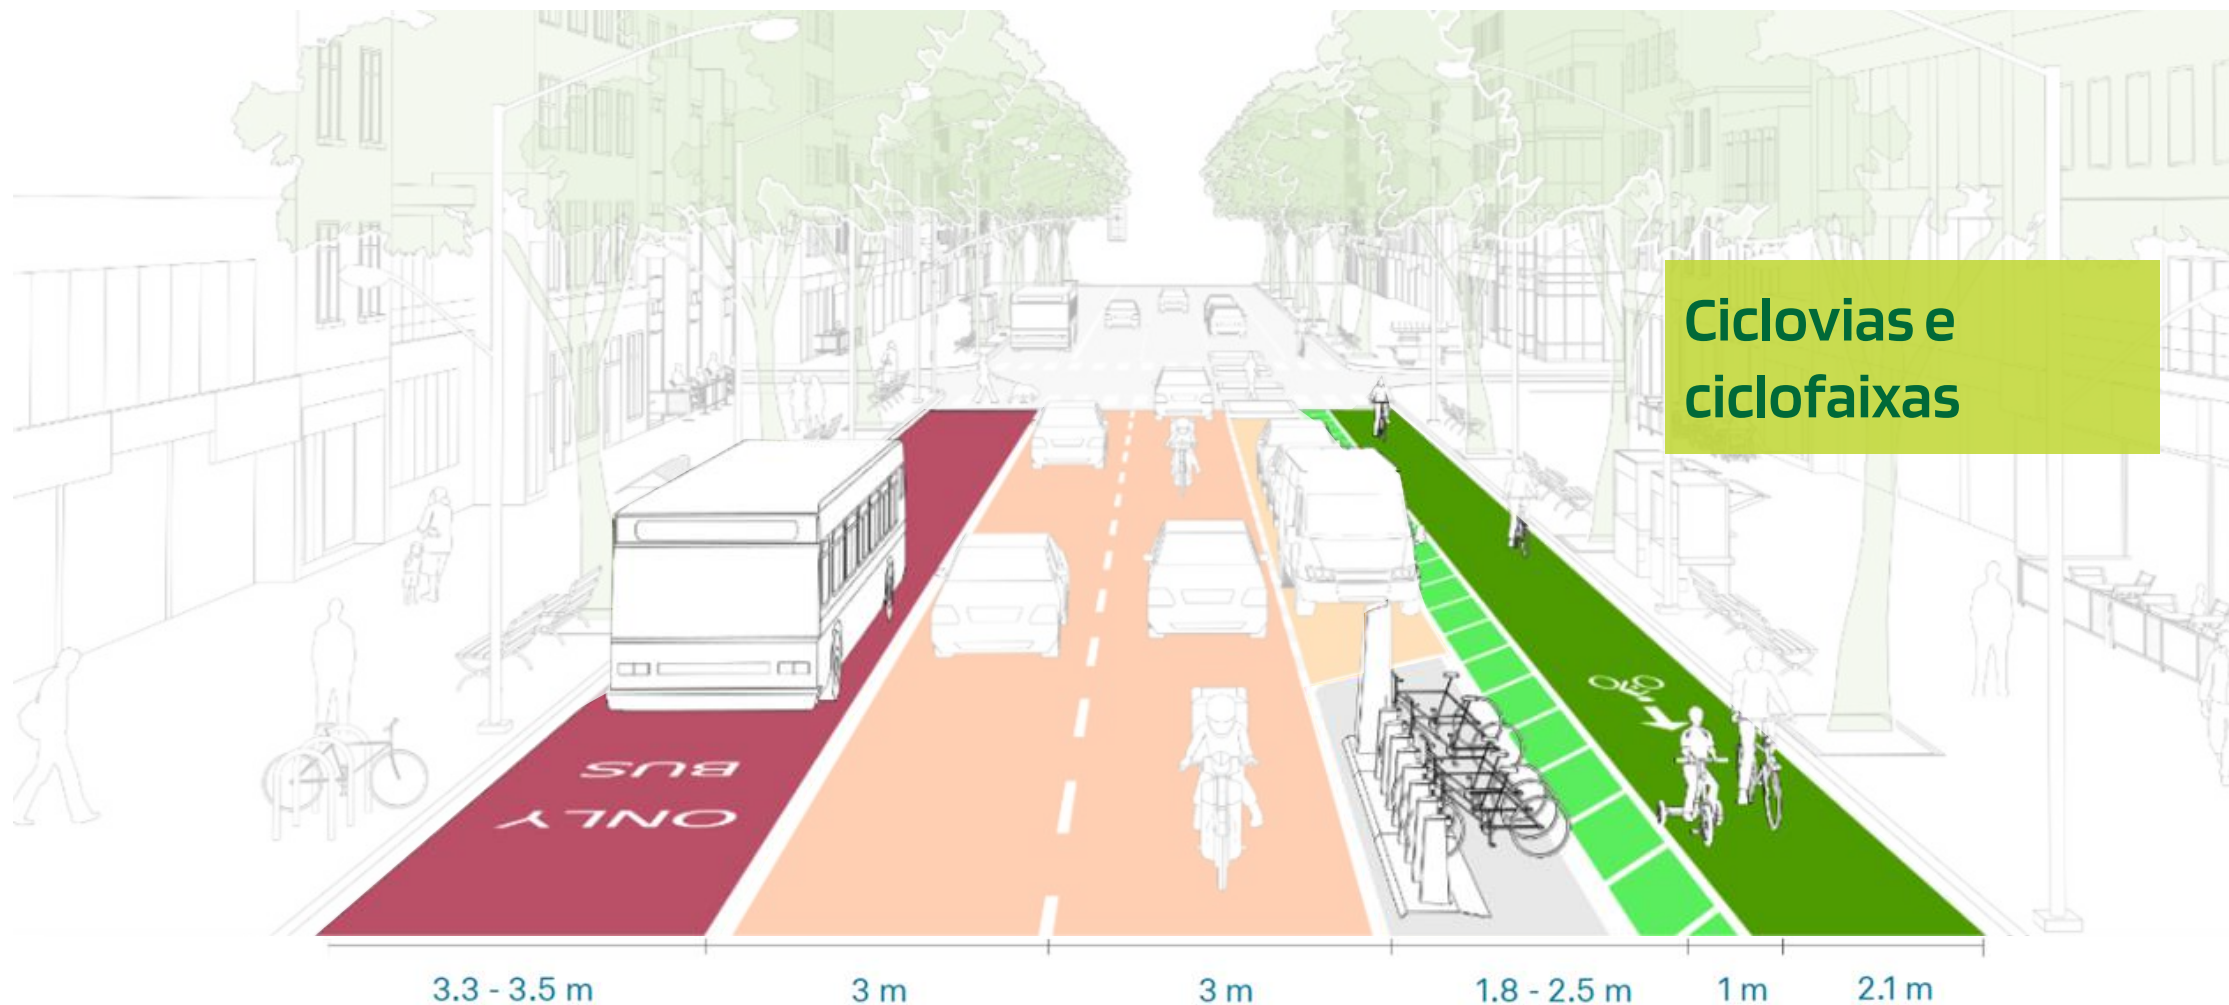 Ciclovias e
ciclofaixas
BUS
ONLY
3.3 - 3.5 m
3 m
3 m
1.8 - 2.5 m
1 m
2.1 m